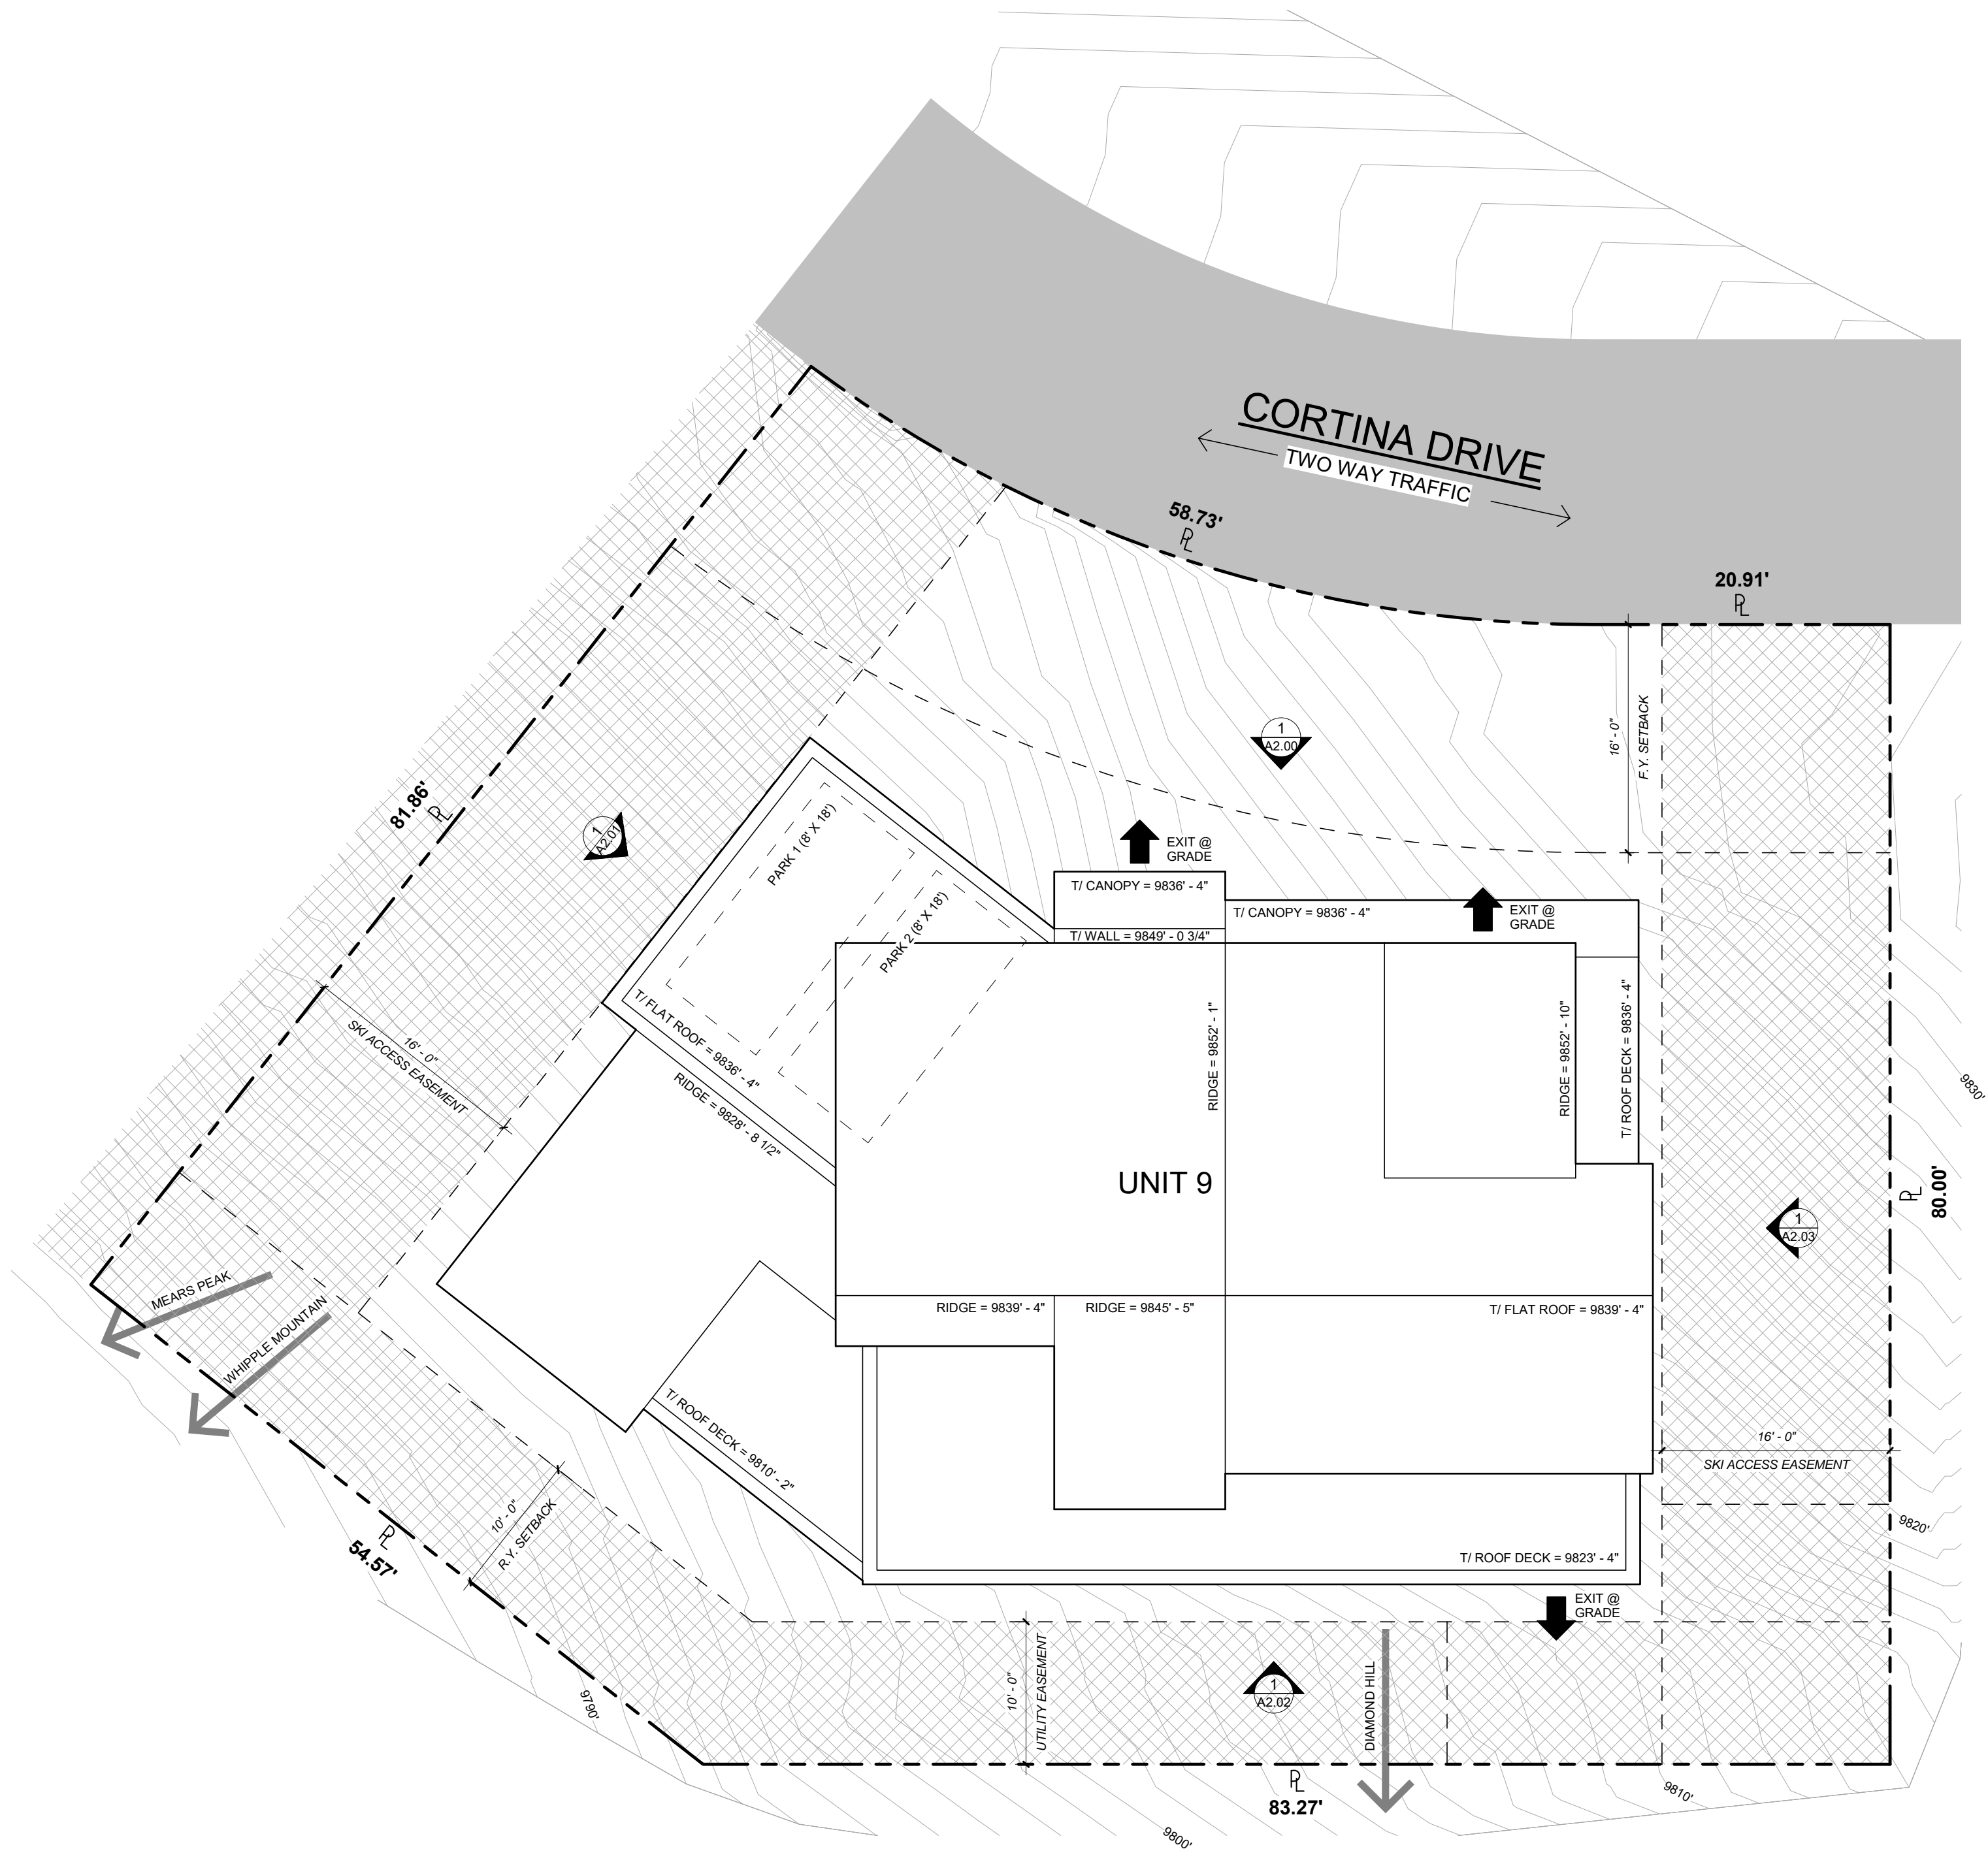 CORTINA DRIVE
TWO WAY TRAFFIC
58.73'
PL
20.91'
PL
16' - 0"
F.Y. SETBACK
1
A2.00
81.86'
PL
1
A2.01
PARK 1 (8' X 18')
PARK 2 (8' X 18')
EXIT @
GRADE
T/ CANOPY = 9836' - 4"
T/ CANOPY = 9836' - 4"
EXIT @
GRADE
T/ WALL = 9849' - 0 3/4"
T/ FLAT ROOF = 9836' - 4"
RIDGE = 9828' - 8 1/2"
RIDGE = 9852' - 1"
RIDGE = 9852' - 10"
T/ ROOF DECK = 9836' - 4"
16' - 0"
SKI ACCESS EASEMENT
9830'
UNIT 9
80.00'
PL
1
A2.03
MEARS PEAK
WHIPPLE MOUNTAIN
RIDGE = 9839' - 4"
RIDGE = 9845' - 5"
T/ FLAT ROOF = 9839' - 4"
T/ ROOF DECK = 9810' - 2"
16' - 0"
SKI ACCESS EASEMENT
9820'
10' - 0"
R.Y. SETBACK
PL
54.57'
T/ ROOF DECK = 9823' - 4"
EXIT @
GRADE
9790'
10' - 0"
UTILITY EASEMENT
1
A2.02
DIAMOND HILL
PL
83.27'
9810'
9800'